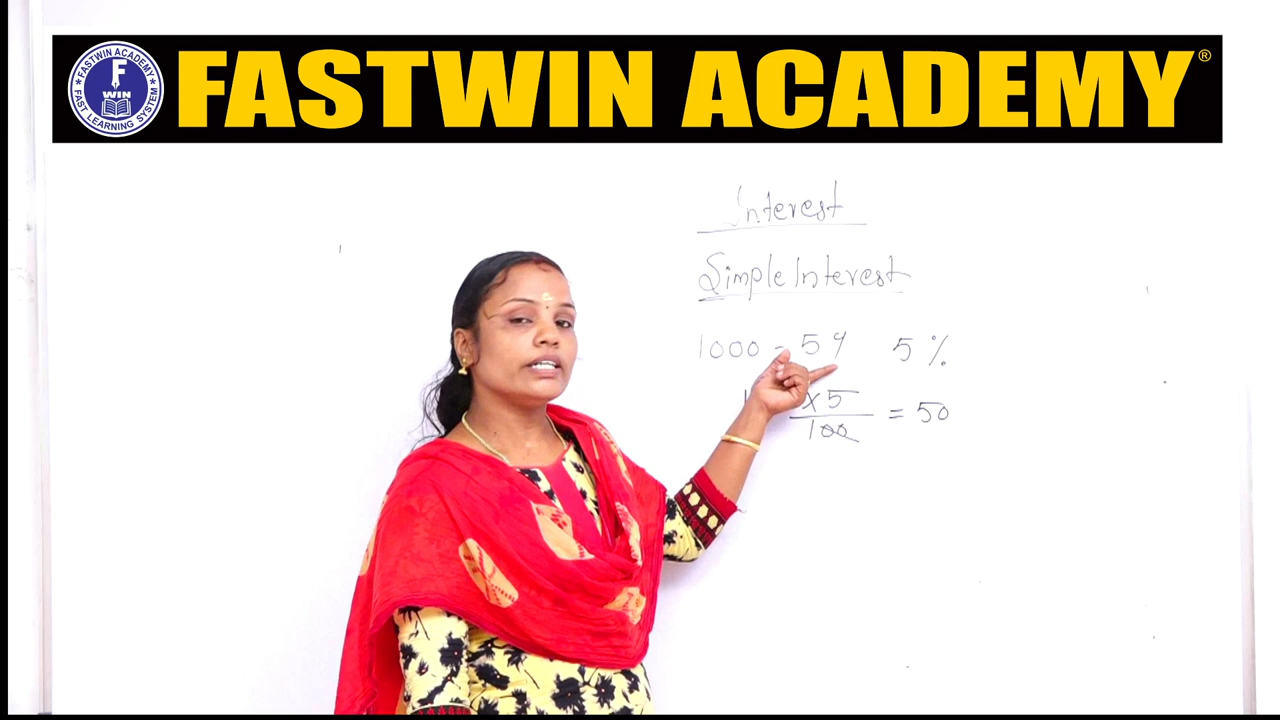 FASTWIN ACADEMY®
FASTWIN ACADEMY
F
WIN
FAST LEARNING SYSTEM
Interest
Simple Interest
1000 - 5 y 5 %
x 5
100
= 50